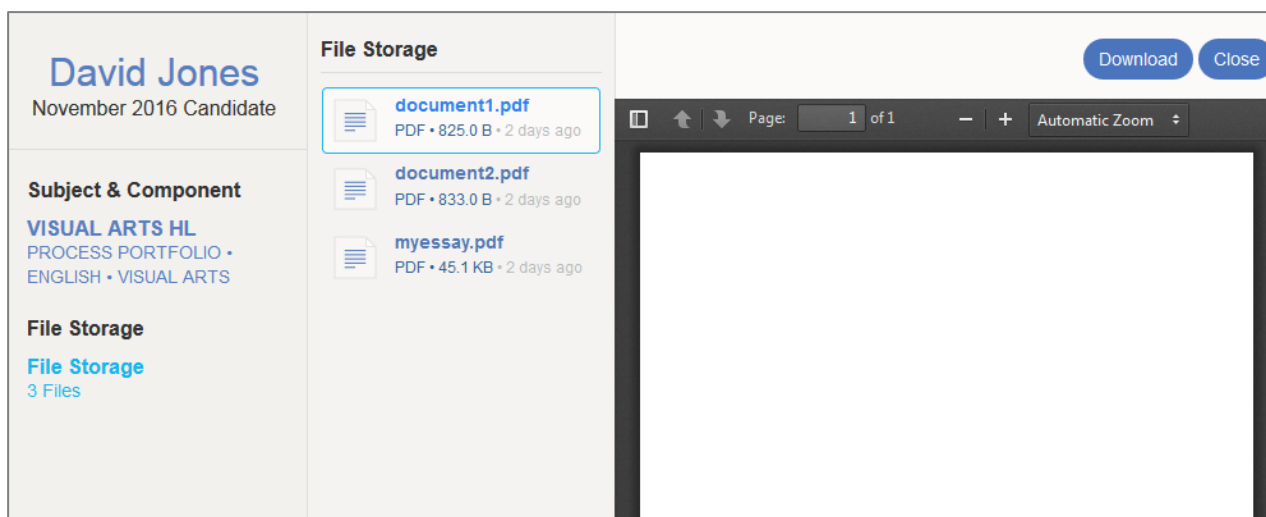 David Jones
November 2016 Candidate
Subject & Component
VISUAL ARTS HL
PROCESS PORTFOLIO •
ENGLISH • VISUAL ARTS
File Storage
File Storage
3 Files
File Storage
document1.pdf
PDF • 825.0 B • 2 days ago
document2.pdf
PDF • 833.0 B • 2 days ago
myessay.pdf
PDF • 45.1 KB • 2 days ago
Download Close
Page: 1 of 1 − + Automatic Zoom